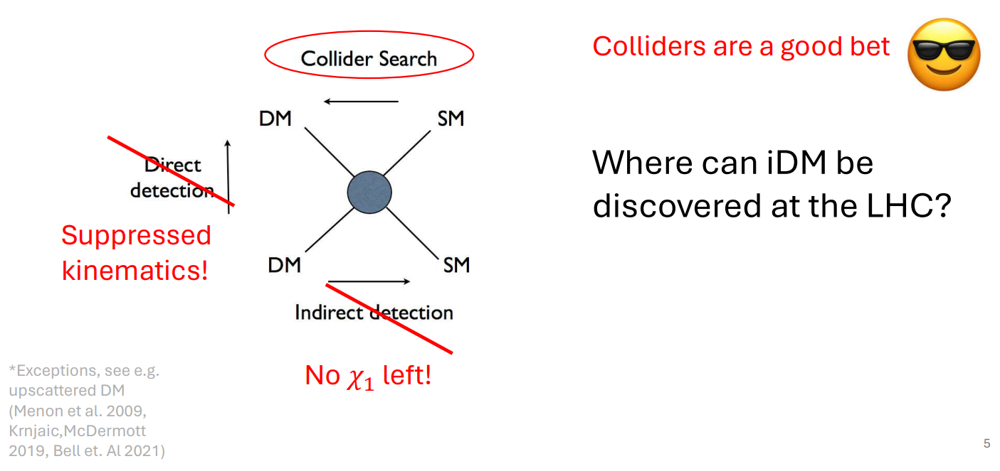 Collider Search
DM
SM
Direct
detection
Suppressed
kinematics!
DM
SM
Indirect detection
No χ₁ left!
*Exceptions, see e.g.
upscattered DM
(Menon et al. 2009,
Krnjaic,McDermott
2019, Bell et. Al 2021)
Colliders are a good bet
Where can iDM be
discovered at the LHC?
5